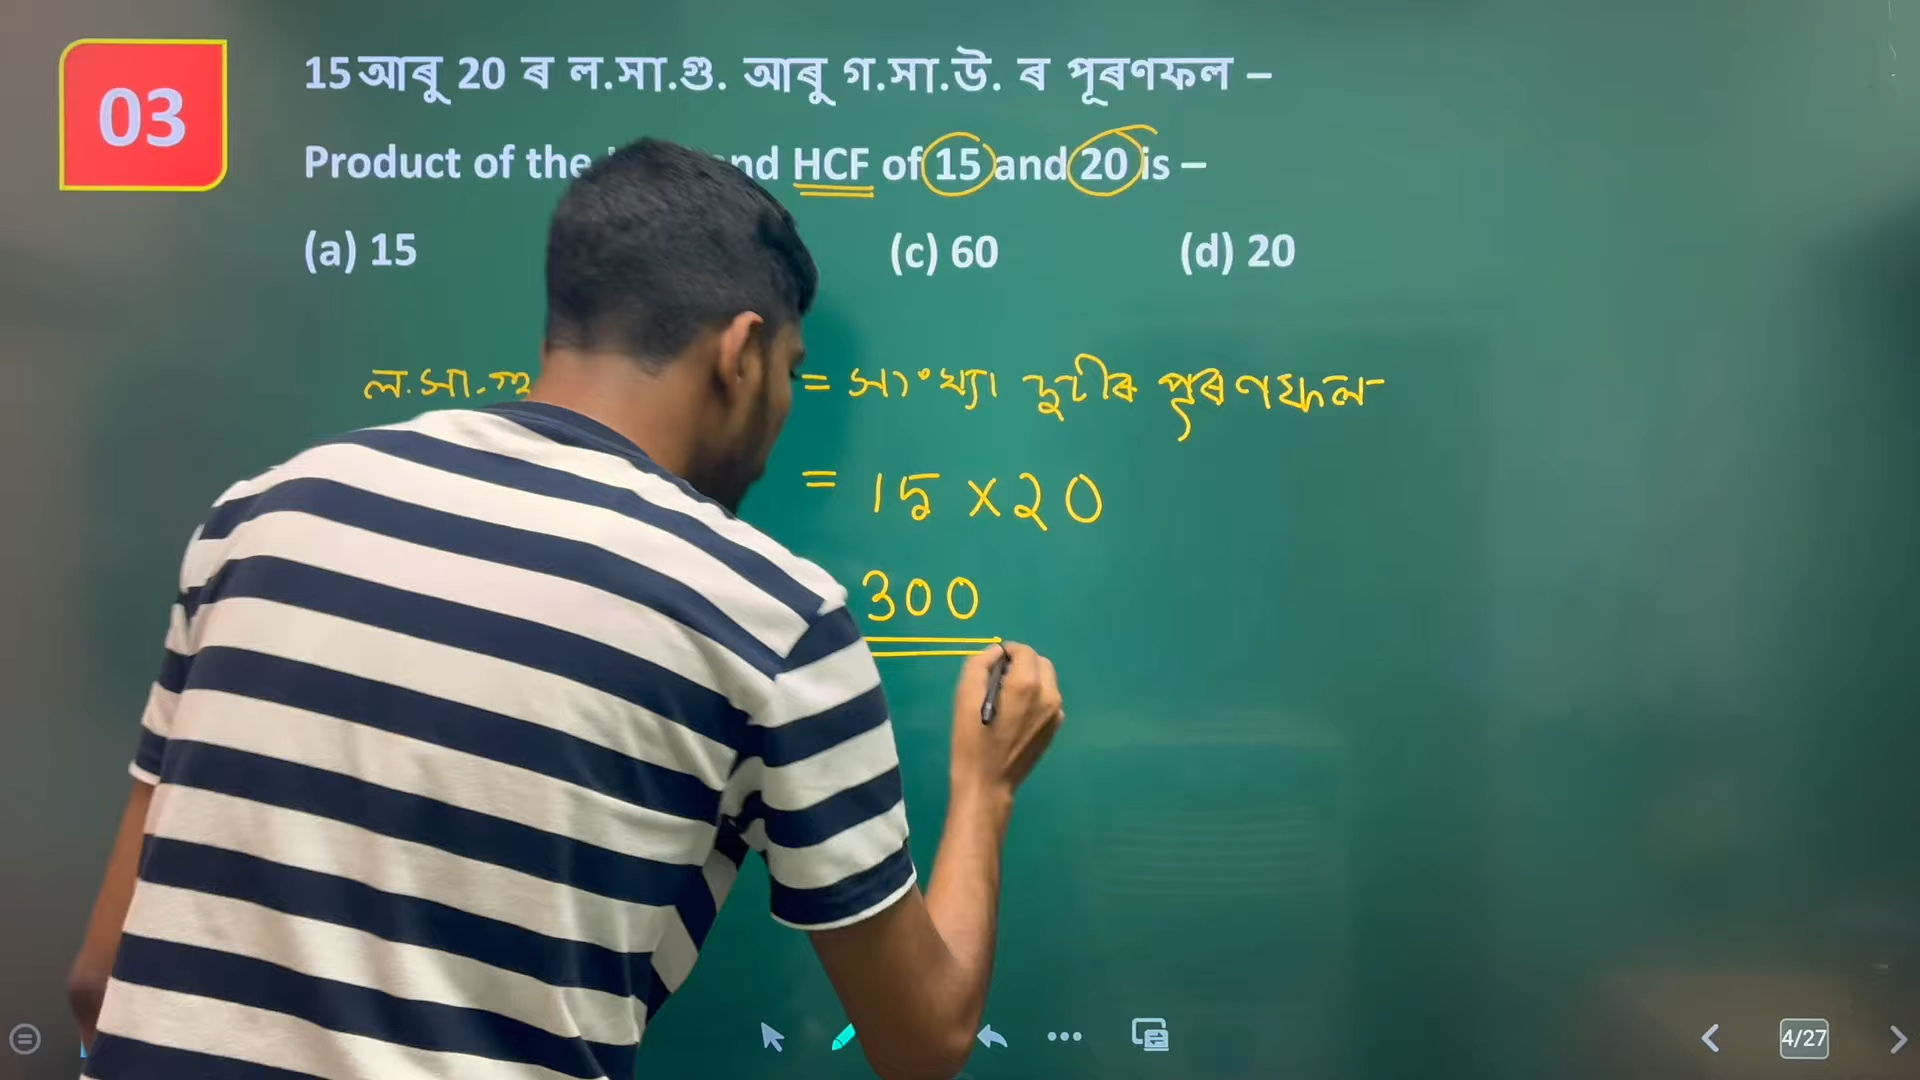 03
15 আৰু 20 ৰ ল.সা.গু. আৰু গ.সা.উ. ৰ পূৰণফল –
Product of the and HCF of 15 and 20 is –
(a) 15 (c) 60 (d) 20
ল.সা.গু = সাংখ্যা দুটাৰ পূৰণফল
= 15 × 20
300
4/27